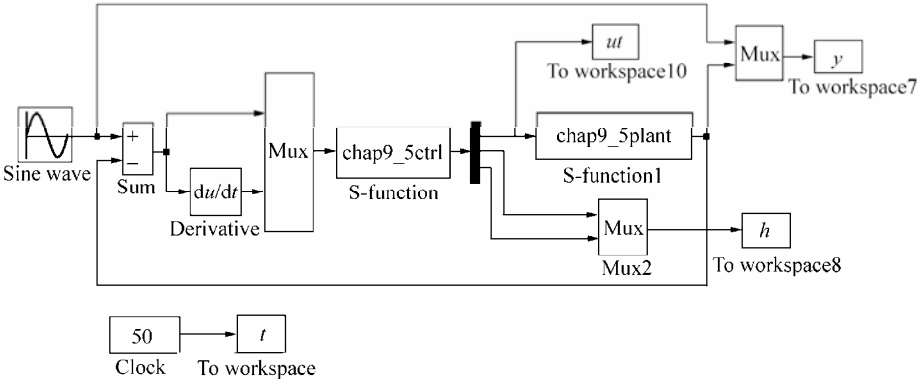 ut
To workspace10
Mux
y
To workspace7
Sine wave
+
−
Sum
du/dt
Derivative
Mux
chap9_5ctrl
S-function
chap9_5plant
S-function1
Mux
Mux2
h
To workspace8
50
Clock
t
To workspace